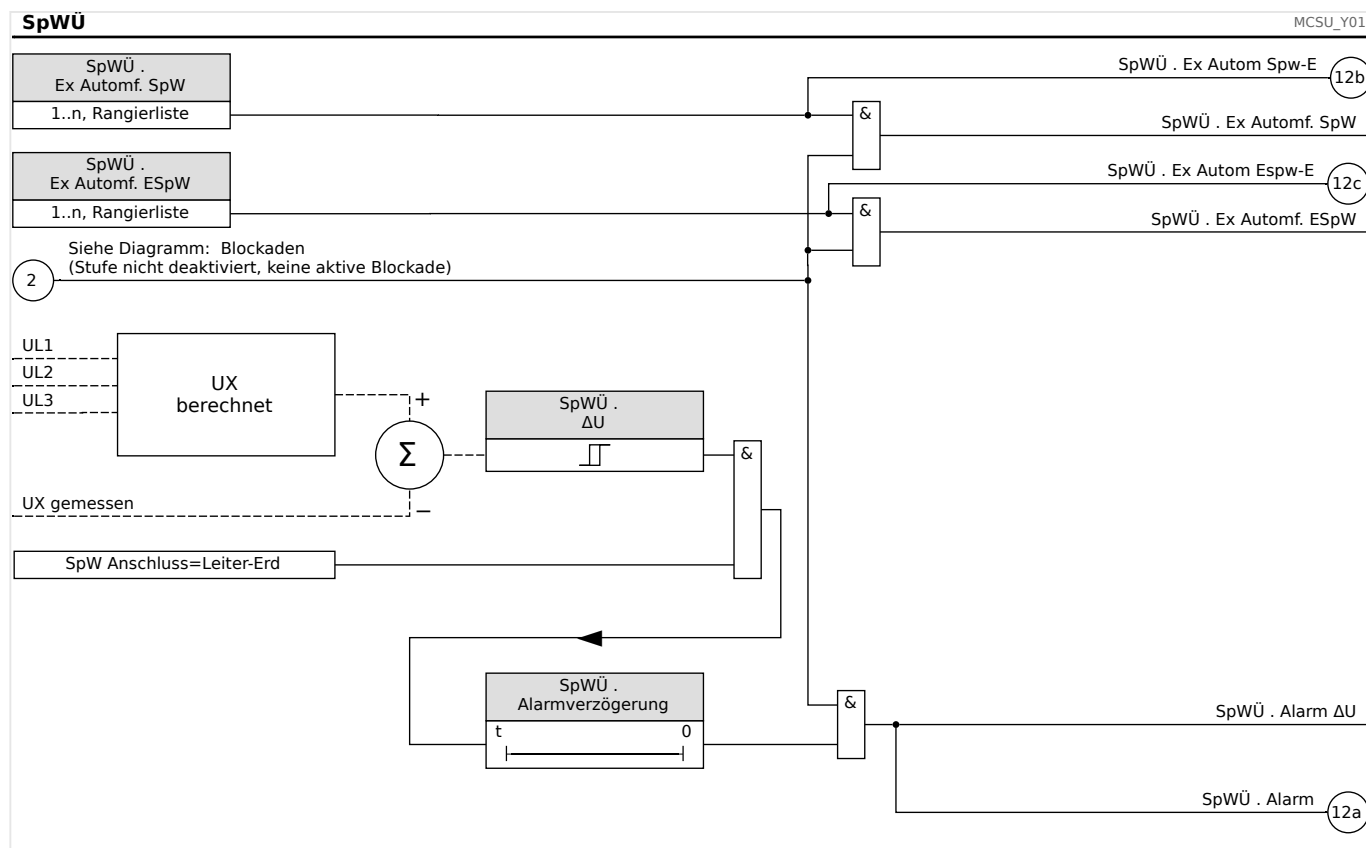 SpWÜ
MCSU_Y01
SpWÜ .
Ex Automf. SpW
1..n, Rangierliste
SpWÜ . Ex Autom Spw-E
12b
&
SpWÜ . Ex Automf. SpW
SpWÜ .
Ex Automf. ESpW
1..n, Rangierliste
SpWÜ . Ex Autom Espw-E
12c
&
SpWÜ . Ex Automf. ESpW
Siehe Diagramm: Blockaden
(Stufe nicht deaktiviert, keine aktive Blockade)
2
UL1
UL2
UL3
UX
berechnet
+
Σ
−
SpWÜ .
ΔU
&
UX gemessen
SpW Anschluss=Leiter-Erd
SpWÜ .
Alarmverzögerung
t 0
&
SpWÜ . Alarm ΔU
SpWÜ . Alarm
12a